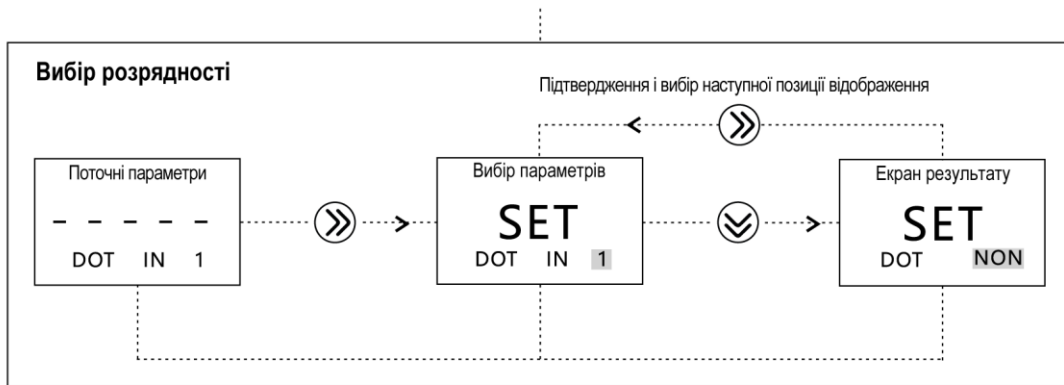 Вибір розрядності
Підтвердження і вибір наступної позиції відображення
Поточні параметри
– – – – –
DOT IN 1
Вибір параметрів
SET
DOT IN 1
Екран результату
SET
DOT NON